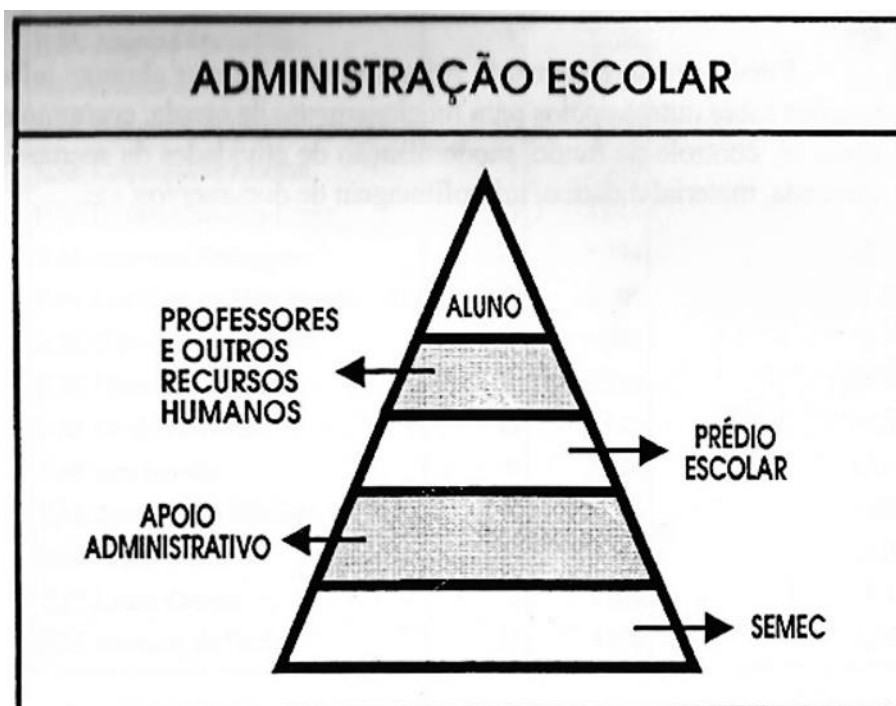 ADMINISTRAÇÃO ESCOLAR
ALUNO
PROFESSORES
E OUTROS
RECURSOS
HUMANOS
PRÉDIO
ESCOLAR
APOIO
ADMINISTRATIVO
SEMEC